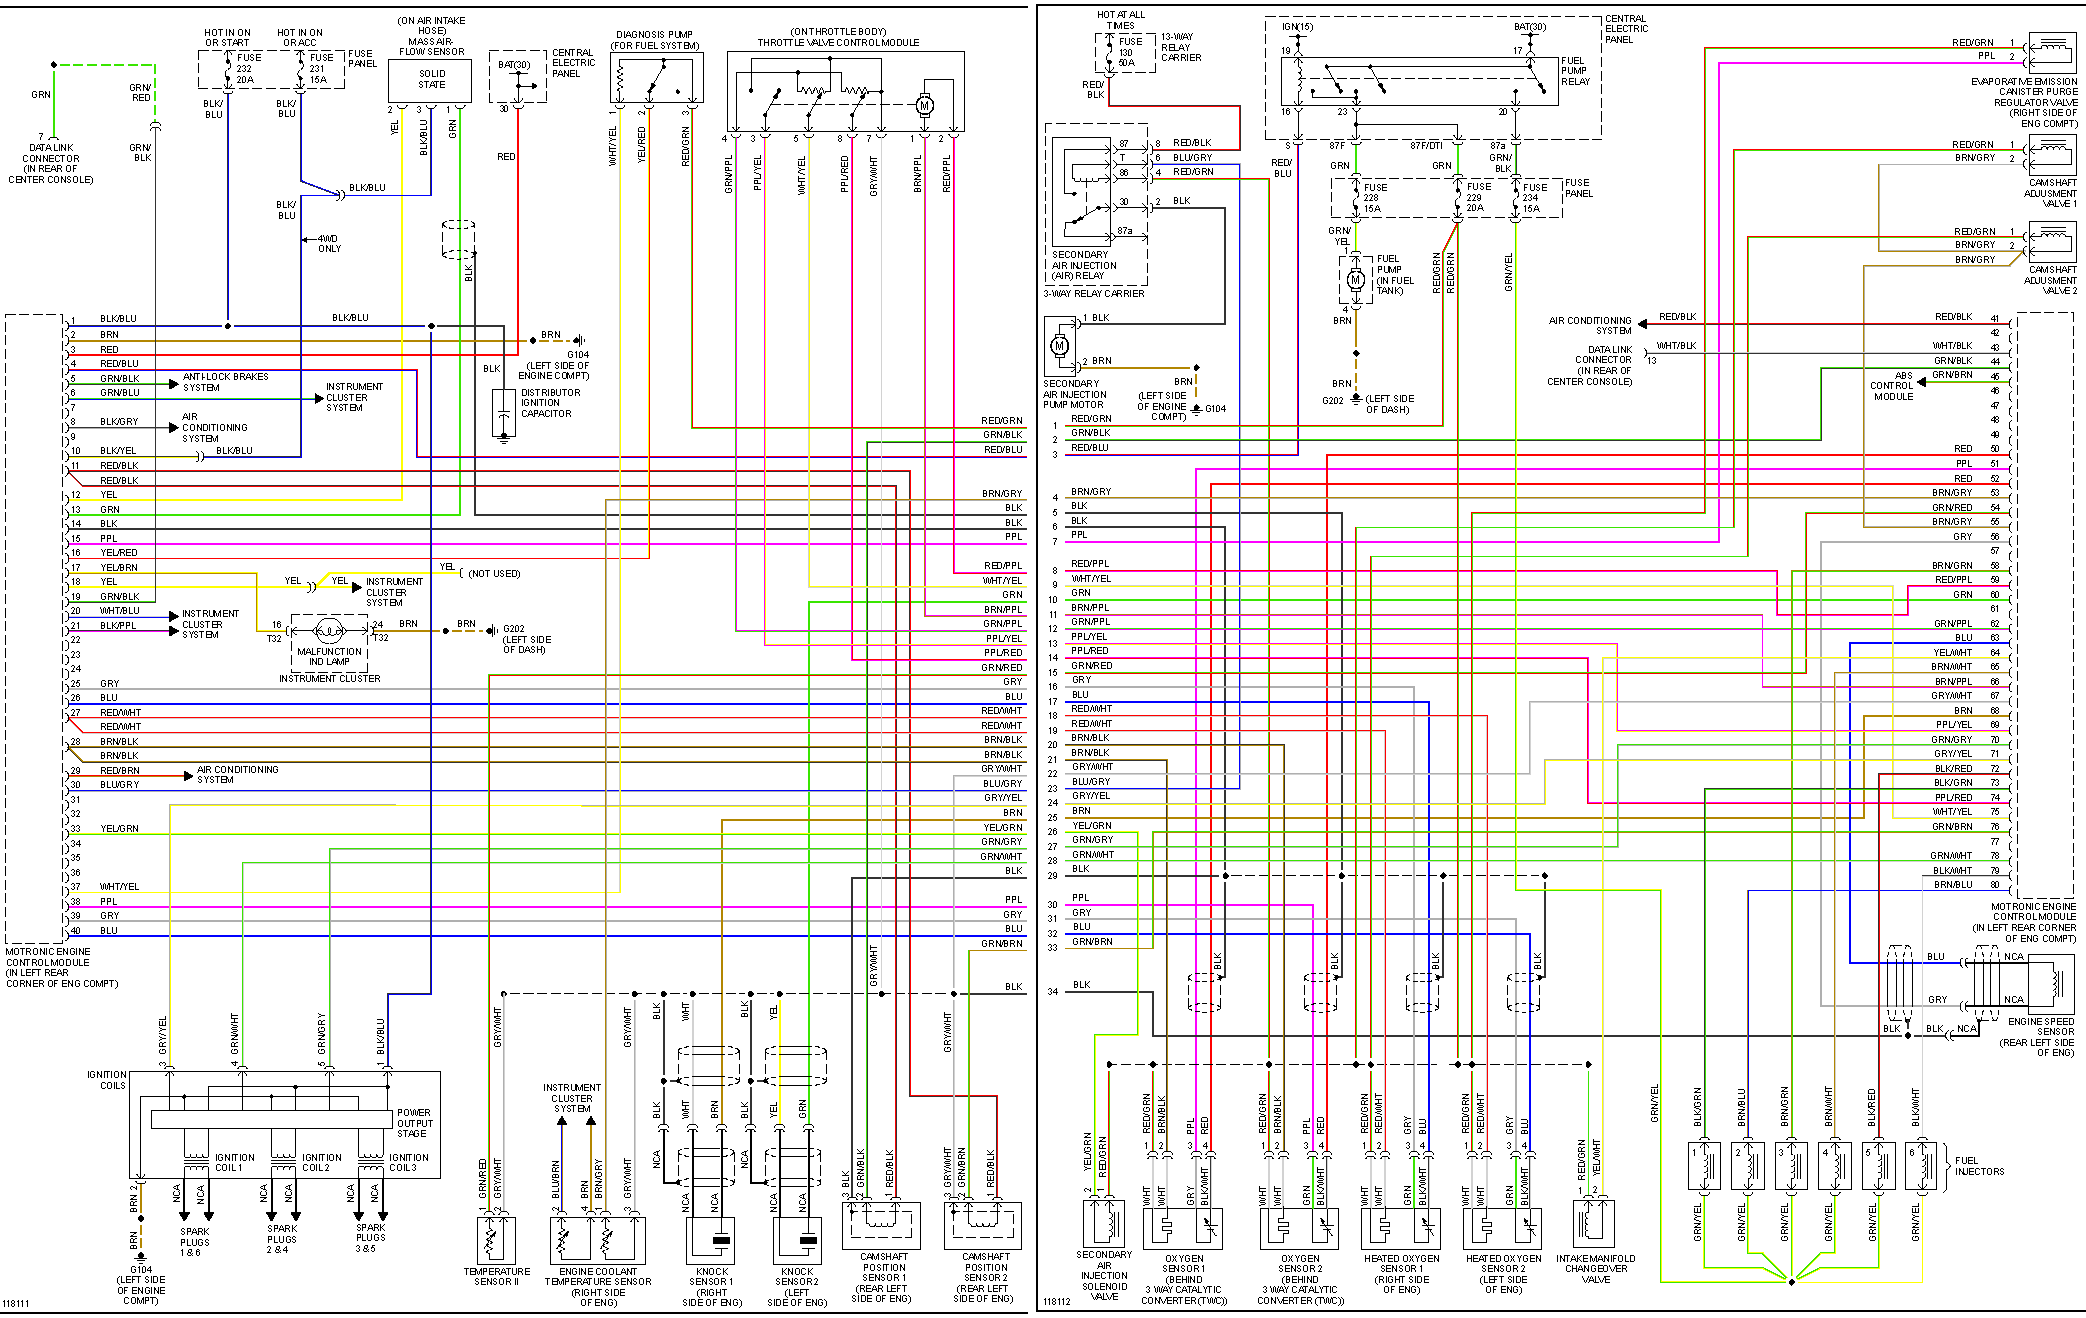 HOT IN ON
OR START
HOT IN ON
OR ACC
FUSE
232
20A
FUSE
231
15A
FUSE
PANEL
BLK/
BLU
BLK/
BLU
GRN
GRN/
RED
7
DATA LINK
CONNECTOR
(IN REAR OF
CENTER CONSOLE)
GRN/
BLK
(ON AIR INTAKE
HOSE)
MASS AIR-
FLOW SENSOR
SOLID
STATE
2
3
1
YEL
BLK/BLU
GRN
BLK/BLU
BLK/
BLU
4WD
ONLY
BLK
BAT(30)
CENTRAL
ELECTRIC
PANEL
30
RED
DIAGNOSIS PUMP
(FOR FUEL SYSTEM)
1
2
3
WHT/YEL
YEL/RED
RED/GRN
(ON THROTTLE BODY)
THROTTLE VALVE CONTROL MODULE
M
4
3
5
8
7
1
2
GRN/PPL
PPL/YEL
WHT/YEL
PPL/RED
GRY/WHT
BRN/PPL
RED/PPL
1 BLK/BLU
BLK/BLU
2 BRN
3 RED
4 RED/BLU
5 GRN/BLK
ANTI-LOCK BRAKES
SYSTEM
6 GRN/BLU
INSTRUMENT
CLUSTER
SYSTEM
7
8 BLK/GRY
AIR
CONDITIONING
SYSTEM
9
10 BLK/YEL
BLK/BLU
11 RED/BLK
RED/BLK
12 YEL
13 GRN
14 BLK
15 PPL
16 YEL/RED
17 YEL/BRN
18 YEL
19 GRN/BLK
20 WHT/BLU
21 BLK/PPL
22
23
24
25 GRY
26 BLU
27 RED/WHT
RED/WHT
28 BRN/BLK
BRN/BLK
29 RED/BRN
30 BLU/GRY
31
32
33 YEL/GRN
34
35
36
37 WHT/YEL
38 PPL
39 GRY
40 BLU
BRN
G104
(LEFT SIDE OF
ENGINE COMPT)
BLK
DISTRIBUTOR
IGNITION
CAPACITOR
YEL
YEL
YEL
(NOT USED)
INSTRUMENT
CLUSTER
SYSTEM
INSTRUMENT
CLUSTER
SYSTEM
16
T32
24
T32
BRN
BRN
G202
(LEFT SIDE
OF DASH)
MALFUNCTION
IND LAMP
INSTRUMENT CLUSTER
AIR CONDITIONING
SYSTEM
RED/GRN
GRN/BLK
RED/BLU
BRN/GRY
BLK
BLK
PPL
RED/PPL
WHT/YEL
GRN
BRN/PPL
GRN/PPL
PPL/YEL
PPL/RED
GRN/RED
GRY
BLU
RED/WHT
RED/WHT
BRN/BLK
BRN/BLK
GRY/WHT
BLU/GRY
GRY/YEL
BRN
YEL/GRN
GRN/GRY
GRN/WHT
BLK
PPL
GRY
BLU
GRN/BRN
BLK
MOTRONIC ENGINE
CONTROL MODULE
(IN LEFT REAR
CORNER OF ENG COMPT)
3
4
5
1
GRY/YEL
GRN/WHT
GRN/GRY
BLK/BLU
IGNITION
COILS
POWER
OUTPUT
STAGE
IGNITION
COIL 1
IGNITION
COIL 2
IGNITION
COIL 3
2
BRN
BRN
G104
(LEFT SIDE
OF ENGINE
COMPT)
NCA
NCA
NCA
NCA
NCA
NCA
SPARK
PLUGS
1 & 6
SPARK
PLUGS
2 & 4
SPARK
PLUGS
3 & 5
118111
GRY/WHT
GRY/WHT
BLK
WHT
BLK
YEL
GRY/WHT
GRY/WHT
INSTRUMENT
CLUSTER
SYSTEM
BLK
WHT
BRN
BLK
YEL
GRN
NCA
NCA
NCA
NCA
GRN/RED
GRY/WHT
1
2
TEMPERATURE
SENSOR II
BLU/BRN
BRN
BRN/GRY
GRY/WHT
2
4
1
3
ENGINE COOLANT
TEMPERATURE SENSOR
(RIGHT SIDE
OF ENG)
KNOCK
SENSOR 1
(RIGHT
SIDE OF ENG)
KNOCK
SENSOR 2
(LEFT
SIDE OF ENG)
BLK
GRN/BLK
RED/BLK
3
2
1
CAMSHAFT
POSITION
SENSOR 1
(REAR LEFT
SIDE OF ENG)
GRY/WHT
GRN/BRN
RED/BLK
3
2
1
CAMSHAFT
POSITION
SENSOR 2
(REAR LEFT
SIDE OF ENG)
HOT AT ALL
TIMES
FUSE
130
50A
13-WAY
RELAY
CARRIER
RED/
BLK
87
T
86
30
87a
8 RED/BLK
6 BLU/GRY
4 RED/GRN
2 BLK
SECONDARY
AIR INJECTION
(AIR) RELAY
3-WAY RELAY CARRIER
M
1 BLK
2 BRN
SECONDARY
AIR INJECTION
PUMP MOTOR
BRN
(LEFT SIDE
OF ENGINE
COMPT)
G104
IGN(15)
BAT(30)
CENTRAL
ELECTRIC
PANEL
19
17
FUEL
PUMP
RELAY
16
23
20
S
87F
87F/DTI
87a
RED/
BLU
GRN
GRN
GRN/
BLK
FUSE
228
15A
FUSE
229
20A
FUSE
234
15A
FUSE
PANEL
GRN/
YEL
1
M
FUEL
PUMP
(IN FUEL
TANK)
4
BRN
BRN
G202
(LEFT SIDE
OF DASH)
RED/GRN
RED/GRN
GRN/YEL
RED/GRN 1
PPL 2
EVAPORATIVE EMISSION
CANISTER PURGE
REGULATOR VALVE
(RIGHT SIDE OF
ENG COMPT)
RED/GRN 1
BRN/GRY 2
CAMSHAFT
ADJUSMENT
VALVE 1
RED/GRN 1
BRN/GRY 2
BRN/GRY
CAMSHAFT
ADJUSMENT
VALVE 2
AIR CONDITIONING
SYSTEM
DATA LINK
CONNECTOR
(IN REAR OF
CENTER CONSOLE)
13
WHT/BLK
ABS
CONTROL
MODULE
1 RED/GRN
2 GRN/BLK
3 RED/BLU
4 BRN/GRY
5 BLK
6 BLK
7 PPL
8 RED/PPL
9 WHT/YEL
10 GRN
11 BRN/PPL
12 GRN/PPL
13 PPL/YEL
14 PPL/RED
15 GRN/RED
16 GRY
17 BLU
18 RED/WHT
19 RED/WHT
20 BRN/BLK
21 BRN/BLK
22 GRY/WHT
23 BLU/GRY
24 GRY/YEL
25 BRN
26 YEL/GRN
27 GRN/GRY
28 GRN/WHT
29 BLK
30 PPL
31 GRY
32 BLU
33 GRN/BRN
34 BLK
RED/BLK 41
42
WHT/BLK 43
GRN/BLK 44
GRN/BRN 45
46
47
48
49
RED 50
PPL 51
RED 52
BRN/GRY 53
GRN/RED 54
BRN/GRY 55
GRY 56
57
BRN/GRN 58
RED/PPL 59
GRN 60
61
GRN/PPL 62
BLU 63
YEL/WHT 64
BRN/WHT 65
BRN/PPL 66
GRY/WHT 67
BRN 68
PPL/YEL 69
GRN/GRY 70
GRY/YEL 71
BLK/RED 72
BLK/GRN 73
PPL/RED 74
WHT/YEL 75
GRN/BRN 76
77
GRN/WHT 78
BLK/WHT 79
BRN/BLU 80
MOTRONIC ENGINE
CONTROL MODULE
(IN LEFT REAR CORNER
OF ENG COMPT)
BLK
BLK
BLK
BLK
BLU
NCA
GRY
NCA
BLK
BLK
NCA
ENGINE SPEED
SENSOR
(REAR LEFT SIDE
OF ENG)
YEL/GRN
RED/GRN
2
1
SECONDARY
AIR
INJECTION
SOLENOID
VALVE
RED/GRN
BRN/BLK
PPL
RED
1
2
3
4
WHT
WHT
GRY
BLK/WHT
OXYGEN
SENSOR 1
(BEHIND
3 WAY CATALYTIC
CONVERTER (TWC))
RED/GRN
BRN/BLK
PPL
RED
1
2
3
4
WHT
WHT
GRN
BLK/WHT
OXYGEN
SENSOR 2
(BEHIND
3 WAY CATALYTIC
CONVERTER (TWC))
RED/GRN
RED/WHT
GRY
BLU
1
2
3
4
WHT
WHT
GRN
BLK/WHT
HEATED OXYGEN
SENSOR 1
(RIGHT SIDE
OF ENG)
RED/GRN
RED/WHT
GRY
BLU
1
2
3
4
WHT
WHT
GRN
BLK/WHT
HEATED OXYGEN
SENSOR 2
(LEFT SIDE
OF ENG)
RED/GRN
YEL/WHT
1
2
INTAKE MANIFOLD
CHANGEOVER
VALVE
GRN/YEL
BLK/GRN
BRN/BLU
BRN/GRN
BRN/WHT
BLK/RED
BLK/WHT
1
2
3
4
5
6
FUEL
INJECTORS
GRN/YEL
GRN/YEL
GRN/YEL
GRN/YEL
GRN/YEL
GRN/YEL
118112